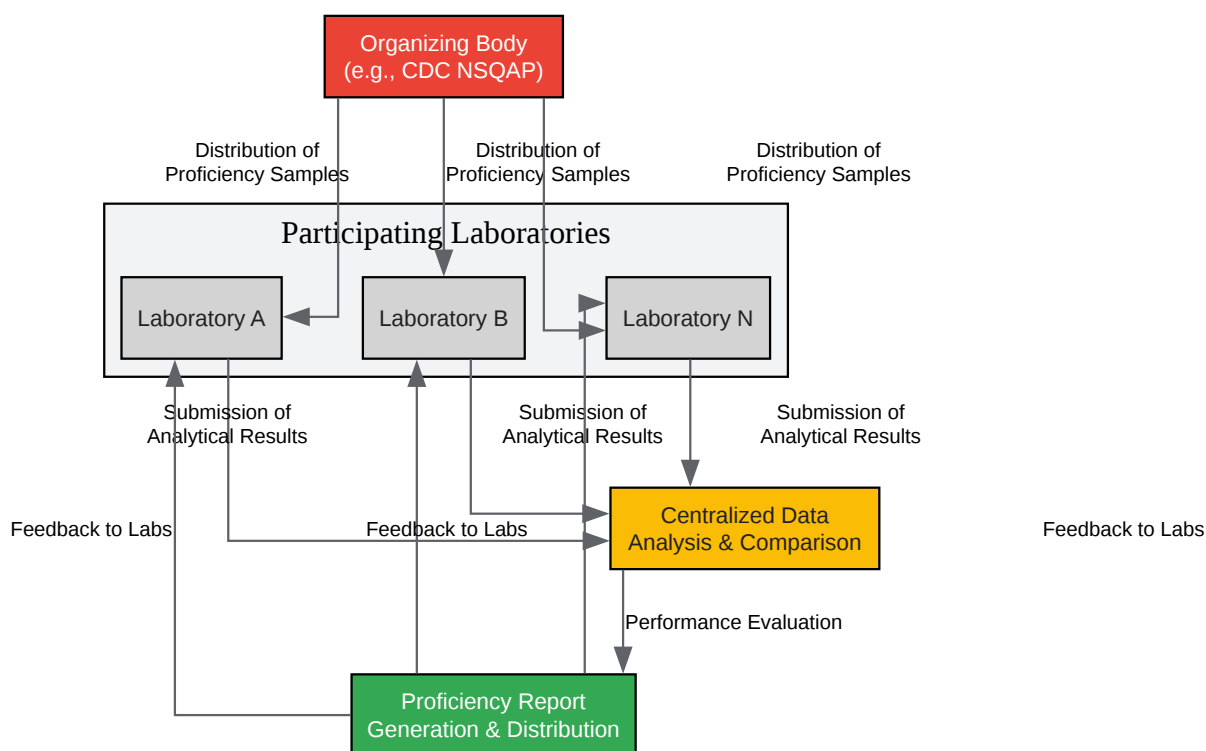 Organizing Body
(e.g., CDC NSQAP)
Distribution of
Proficiency Samples
Distribution of
Proficiency Samples
Distribution of
Proficiency Samples
Participating Laboratories
Laboratory A
Laboratory B
Laboratory N
Submission of
Analytical Results
Submission of
Analytical Results
Submission of
Analytical Results
Feedback to Labs
Feedback to Labs
Centralized Data
Analysis & Comparison
Feedback to Labs
Performance Evaluation
Proficiency Report
Generation & Distribution